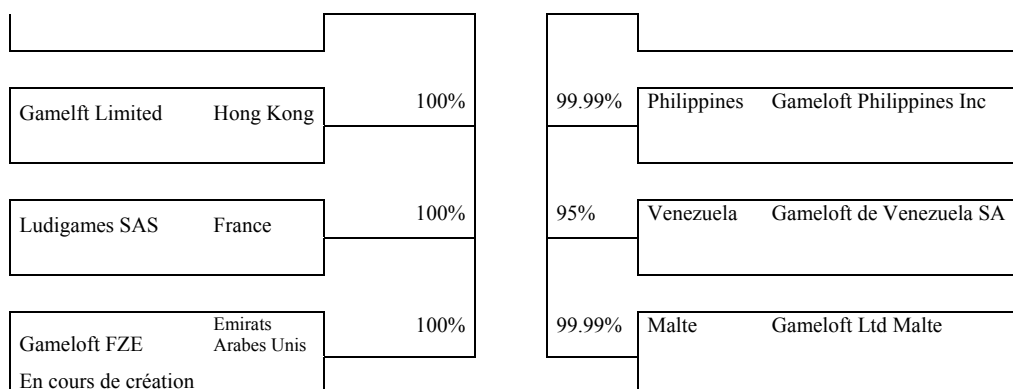 Gamelft Limited Hong Kong 100% 99.99% Philippines Gameloft Philippines Inc
Ludigames SAS France 100% 95% Venezuela Gameloft de Venezuela SA
Gameloft FZE Emirats Arabes Unis 100% 99.99% Malte Gameloft Ltd Malte
En cours de création